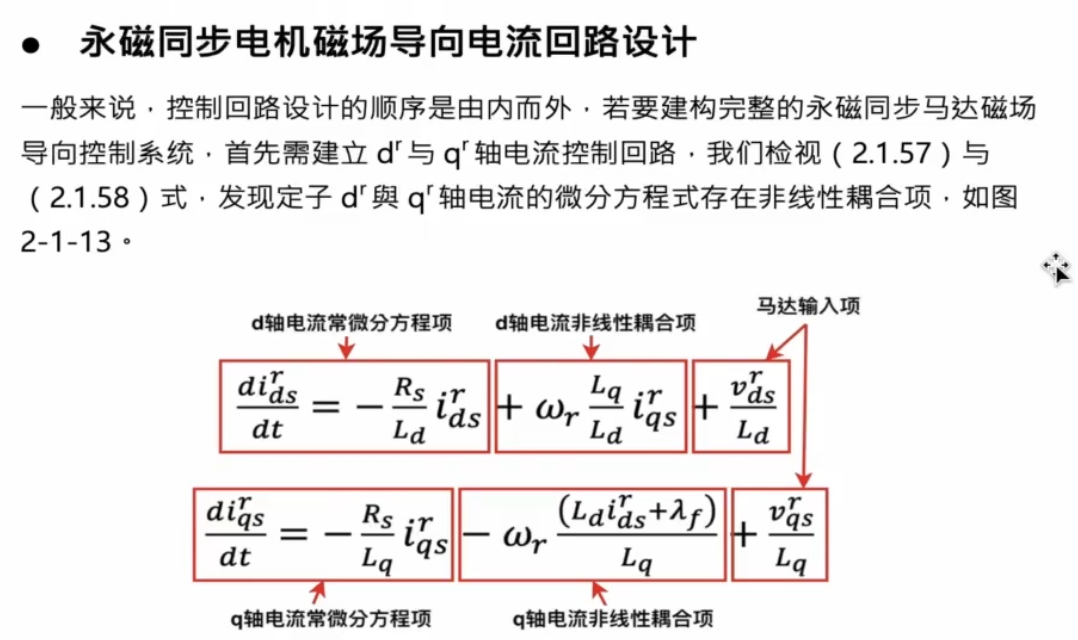 ● 永磁同步电机磁场导向电流回路设计
一般来说，控制回路设计的顺序是由内而外，若要建构完整的永磁同步马达磁场
导向控制系统，首先需建立 dʳ 与 qʳ 轴电流控制回路，我们检视（2.1.57）与
（2.1.58）式，发现定子 dʳ 與 qʳ 轴电流的微分方程式存在非线性耦合项，如图
2-1-13。
马达输入项
d轴电流常微分方程项 d轴电流非线性耦合项
$\frac{di_{ds}^{r}}{dt} = -\frac{R_s}{L_d} i_{ds}^{r} + \omega_r \frac{L_q}{L_d} i_{qs}^{r} + \frac{v_{ds}^{r}}{L_d}$
$\frac{di_{qs}^{r}}{dt} = -\frac{R_s}{L_q} i_{qs}^{r} - \omega_r \frac{(L_d i_{ds}^{r} + \lambda_f)}{L_q} + \frac{v_{qs}^{r}}{L_q}$
q轴电流常微分方程项 q轴电流非线性耦合项